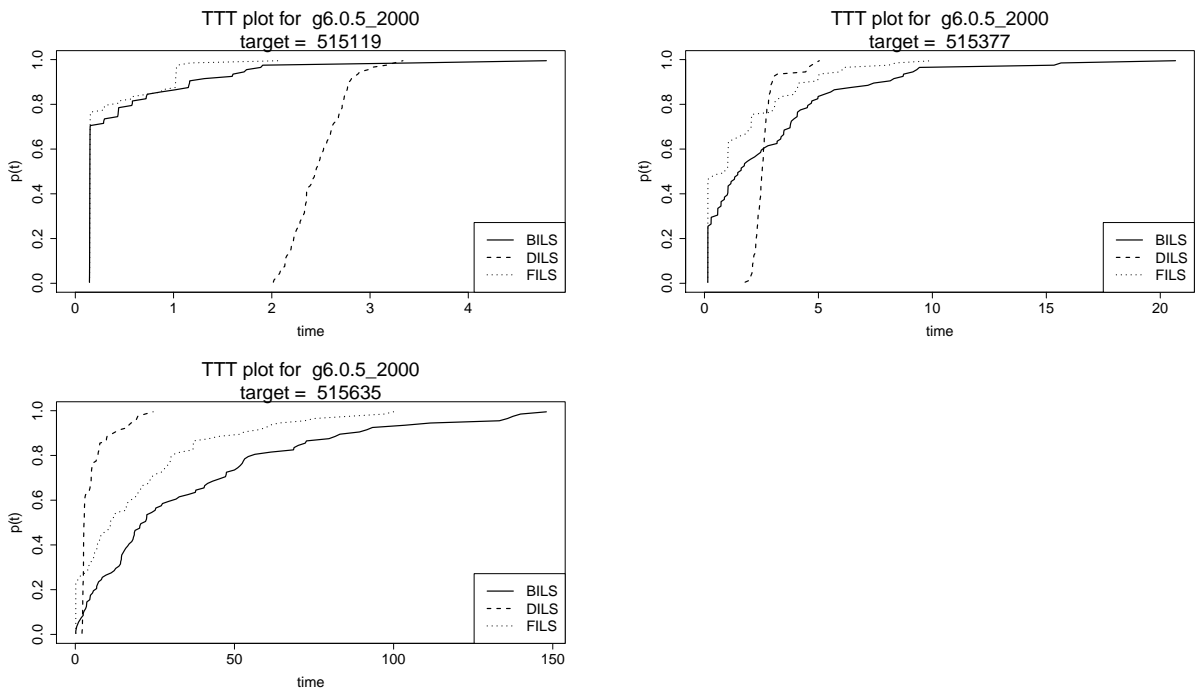 TTT plot for g6.0.5_2000
target = 515119
p(t)
0.0 0.2 0.4 0.6 0.8 1.0
0 1 2 3 4
time
BILS
DILS
FILS
TTT plot for g6.0.5_2000
target = 515377
p(t)
0.0 0.2 0.4 0.6 0.8 1.0
0 5 10 15 20
time
BILS
DILS
FILS
TTT plot for g6.0.5_2000
target = 515635
p(t)
0.0 0.2 0.4 0.6 0.8 1.0
0 50 100 150
time
BILS
DILS
FILS